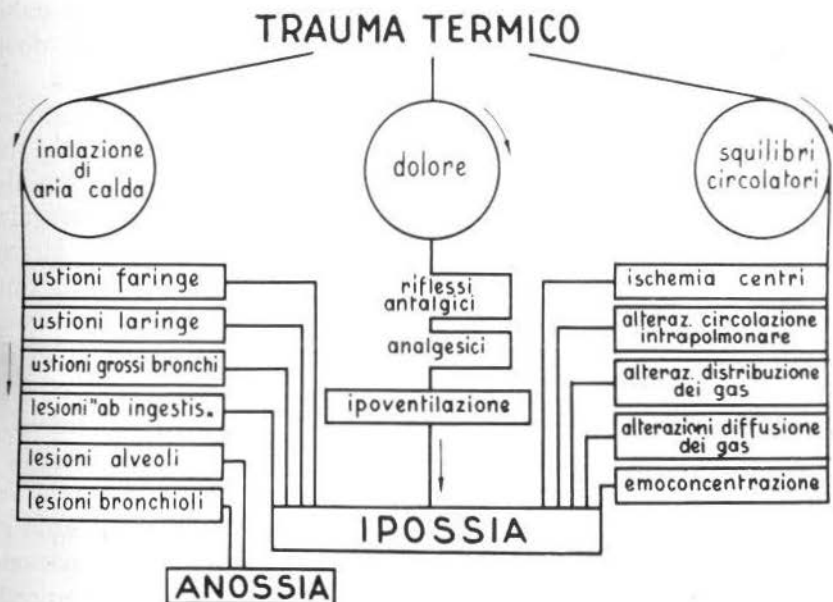 TRAUMA TERMICO
inalazione
di
aria calda
dolore
squilibri
circolatori
ustioni faringe
ustioni laringe
ustioni grossi bronchi
lesioni "ab ingestis.
lesioni alveoli
lesioni bronchioli
riflessi
antalgici
analgesici
ipoventilazione
ischemia centri
alteraz. circolazione
intrapolmonare
alteraz. distribuzione
dei gas
alterazioni diffusione
dei gas
emoconcentrazione
IPOSSIA
ANOSSIA